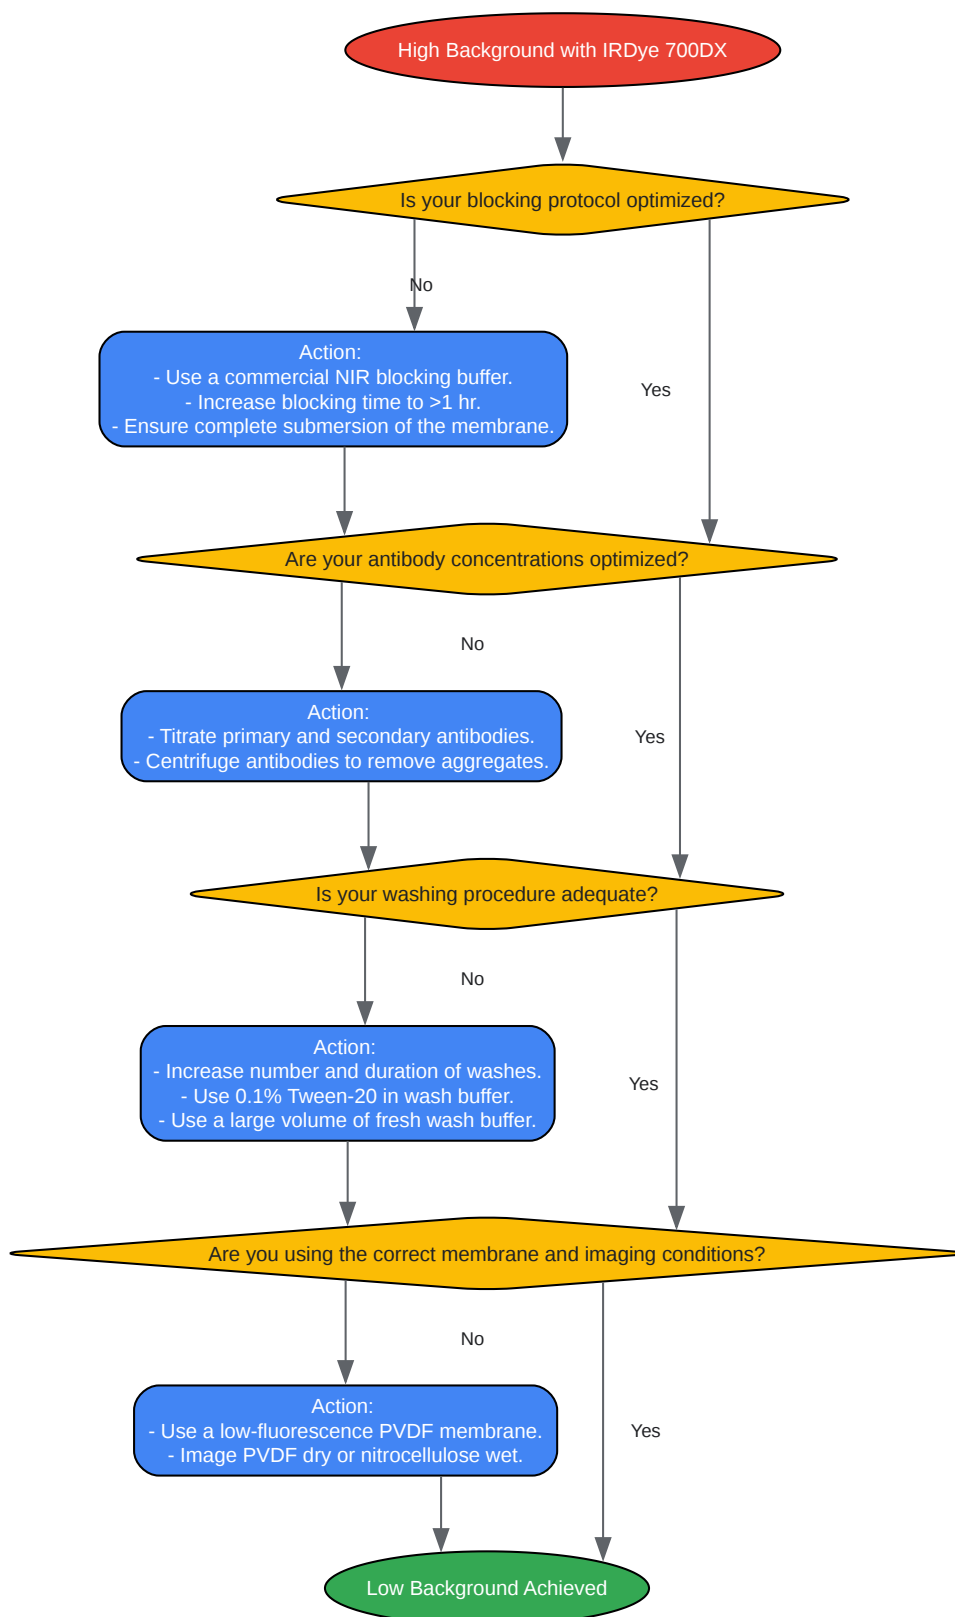 High Background with IRDye 700DX
Is your blocking protocol optimized?
No
Action:
- Use a commercial NIR blocking buffer.
- Increase blocking time to >1 hr.
- Ensure complete submersion of the membrane.
Yes
Are your antibody concentrations optimized?
No
Action:
- Titrate primary and secondary antibodies.
- Centrifuge antibodies to remove aggregates.
Yes
Is your washing procedure adequate?
No
Action:
- Increase number and duration of washes.
- Use 0.1% Tween-20 in wash buffer.
- Use a large volume of fresh wash buffer.
Yes
Are you using the correct membrane and imaging conditions?
No
Action:
- Use a low-fluorescence PVDF membrane.
- Image PVDF dry or nitrocellulose wet.
Yes
Low Background Achieved